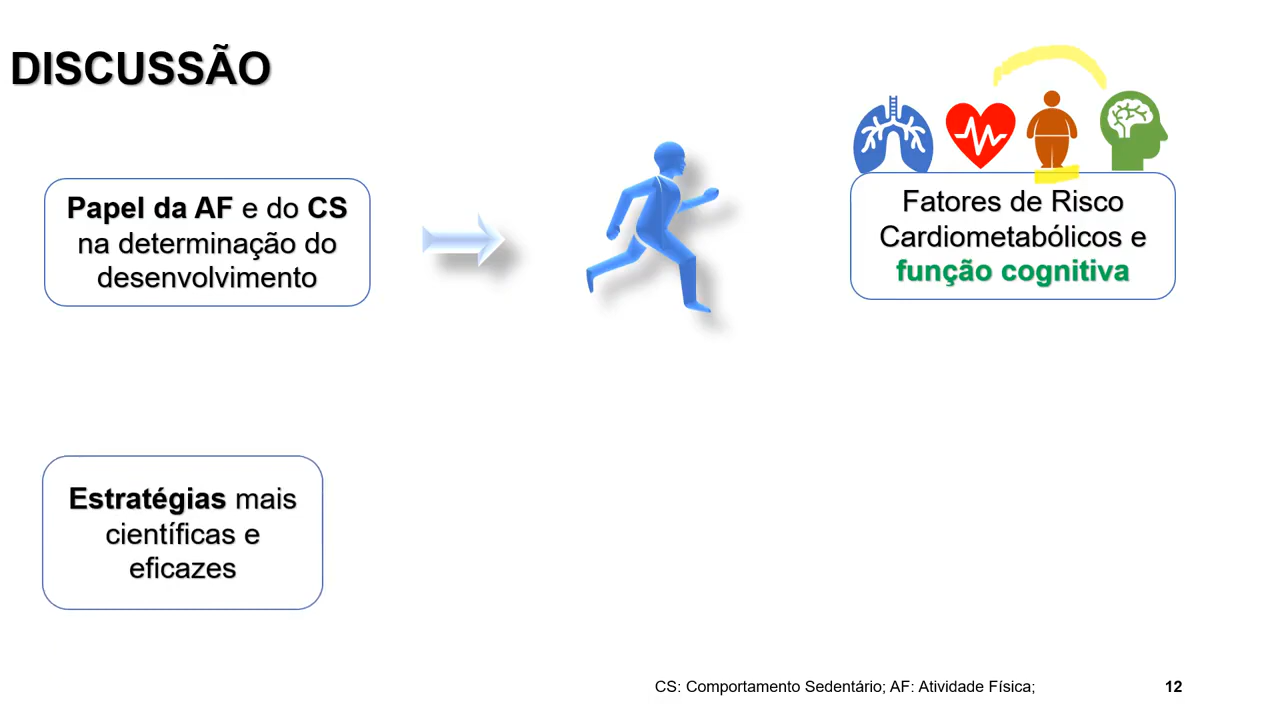 DISCUSSÃO
Papel da AF e do CS
na determinação do
desenvolvimento
Fatores de Risco
Cardiometabólicos e
função cognitiva
Estratégias mais
científicas e
eficazes
CS: Comportamento Sedentário; AF: Atividade Física;
12